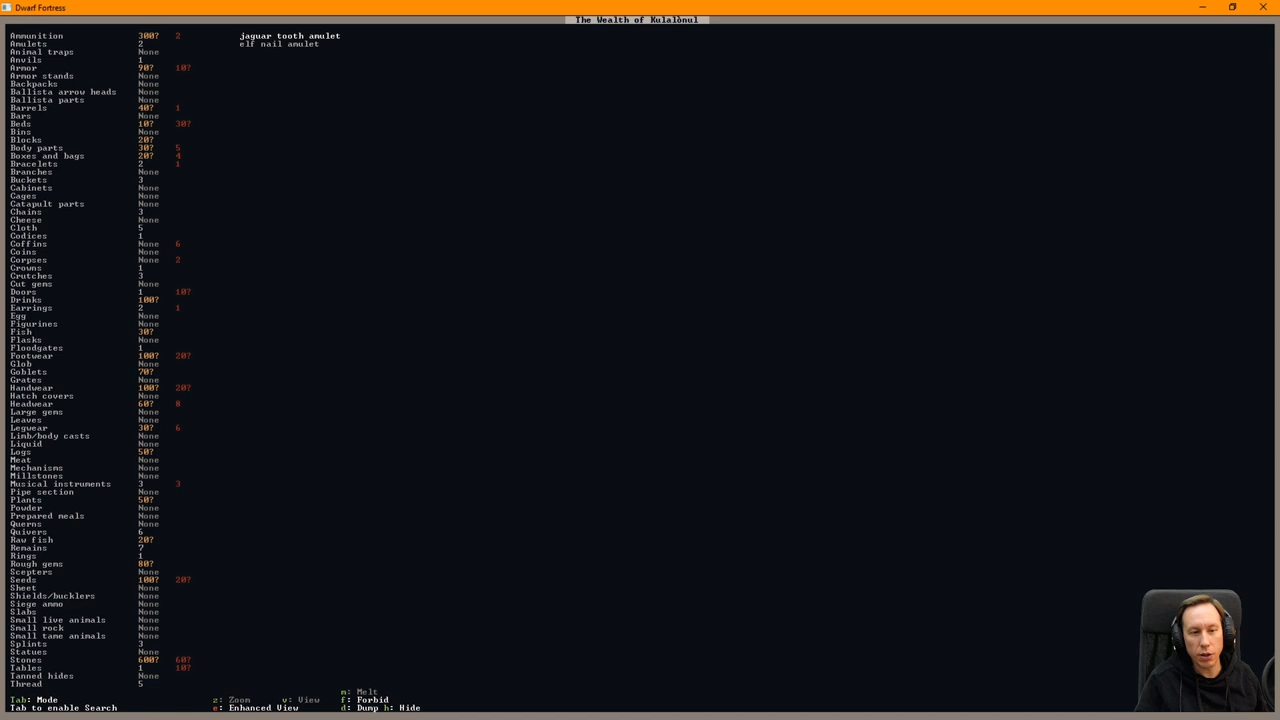 Dwarf Fortress
The Wealth of Kulalònul
Ammunition 300? 2 jaguar tooth amulet
Amulets 2 elf nail amulet
Animal traps None
Anvils 1
Armor 90? 10?
Armor stands None
Backpacks None
Ballista arrow heads None
Ballista parts None
Barrels 40? 1
Bars None
Beds 10? 30?
Bins None
Blocks 20?
Body parts 30? 5
Boxes and bags 20? 4
Bracelets 2 1
Branches None
Buckets 3
Cabinets None
Cages None
Catapult parts None
Chains 3
Cheese None
Cloth 5
Codices 1
Coffins None 6
Coins None
Corpses None 2
Crowns 1
Crutches 3
Cut gems None
Doors 1 10?
Drinks 100?
Earrings 2 1
Egg None
Figurines None
Fish 30?
Flasks None
Floodgates 1
Footwear 100? 20?
Glob None
Goblets 70?
Grates None
Handwear 100? 20?
Hatch covers None
Headwear 60? 8
Large gems None
Leaves None
Legwear 30? 6
Limb/body casts None
Liquid None
Logs 50?
Meat None
Mechanisms None
Millstones None
Musical instruments 3 3
Pipe section None
Plants 50?
Powder None
Prepared meals None
Querns None
Quivers 6
Raw fish 20?
Remains 7
Rings 1
Rough gems 80?
Scepters None
Seeds 100? 20?
Sheet None
Shields/bucklers None
Siege ammo None
Slabs None
Small live animals None
Small rock None
Small tame animals None
Splints 3
Statues None
Stones 600? 60?
Tables 1 10?
Tanned hides None
Thread 5
m: Melt
Tab: Mode z: Zoom v: View f: Forbid
Tab to enable Search e: Enhanced View d: Dump h: Hide